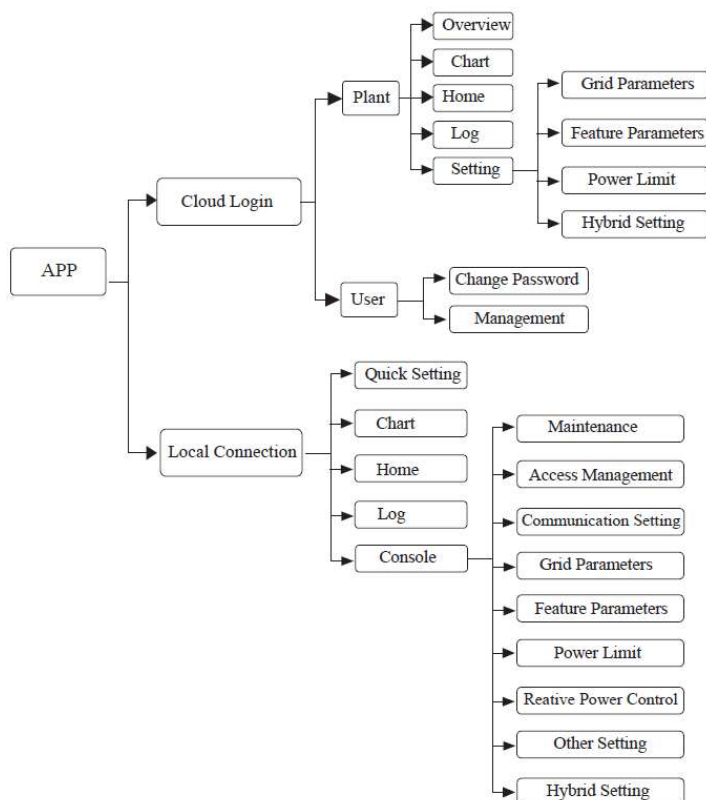 Overview
Chart
Plant
Home
Grid Parameters
Log
Feature Parameters
Setting
Power Limit
Cloud Login
Hybrid Setting
APP
User
Change Password
Management
Quick Setting
Chart
Maintenance
Local Connection
Home
Access Management
Log
Communication Setting
Console
Grid Parameters
Feature Parameters
Power Limit
Reative Power Control
Other Setting
Hybrid Setting